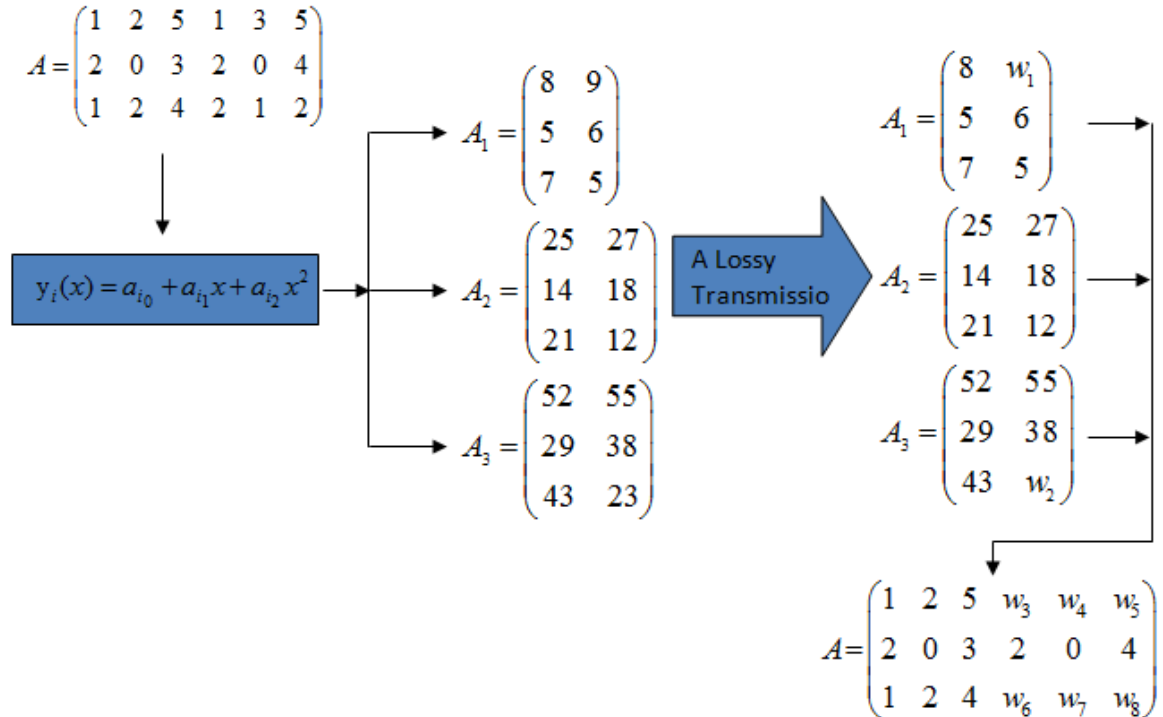 A = (1 2 5 1 3 5
2 0 3 2 0 4
1 2 4 2 1 2)
y_i(x) = a_{i_0} + a_{i_1}x + a_{i_2}x^2
A_1 = (8 9
5 6
7 5)
A_2 = (25 27
14 18
21 12)
A_3 = (52 55
29 38
43 23)
A Lossy
Transmissio
A_1 = (8 w_1
5 6
7 5)
A_2 = (25 27
14 18
21 12)
A_3 = (52 55
29 38
43 w_2)
A = (1 2 5 w_3 w_4 w_5
2 0 3 2 0 4
1 2 4 w_6 w_7 w_8)